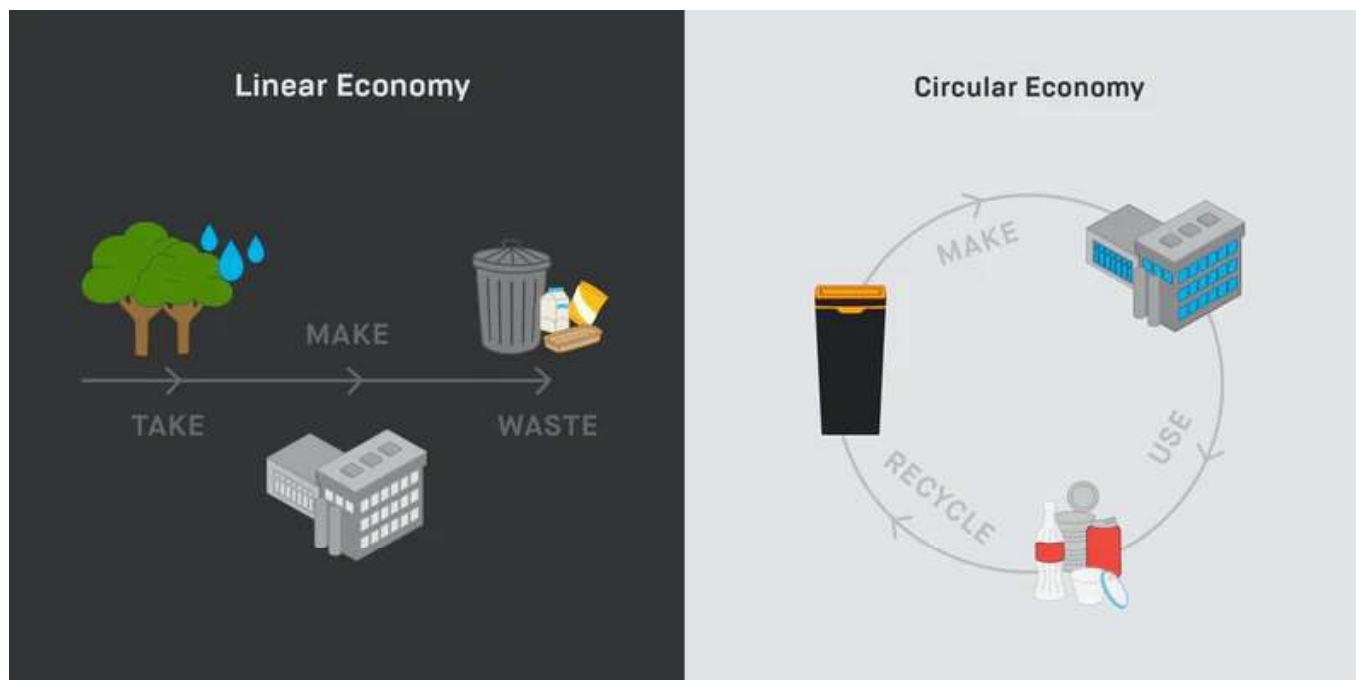 Linear Economy
MAKE
TAKE
WASTE
Circular Economy
MAKE
USE
RECYCLE